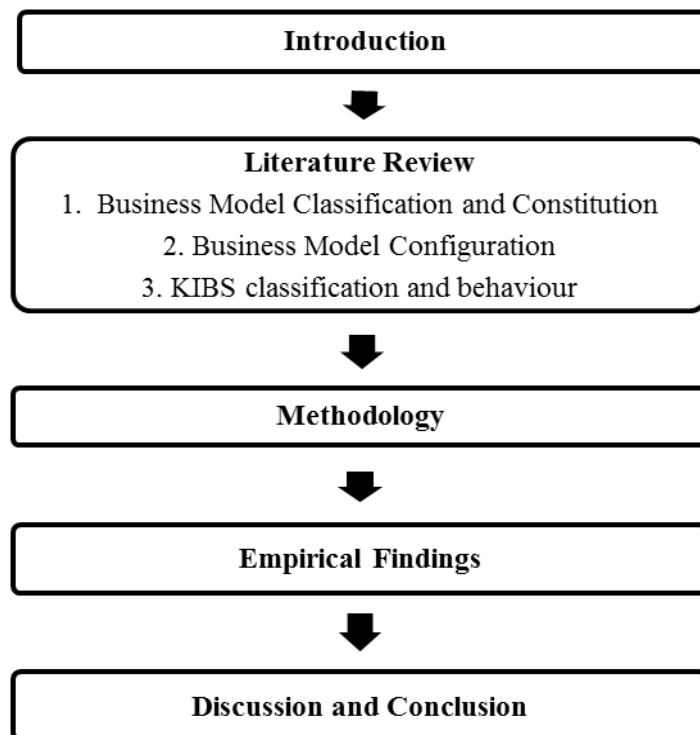 Introduction
Literature Review
1. Business Model Classification and Constitution
2. Business Model Configuration
3. KIBS classification and behaviour
Methodology
Empirical Findings
Discussion and Conclusion